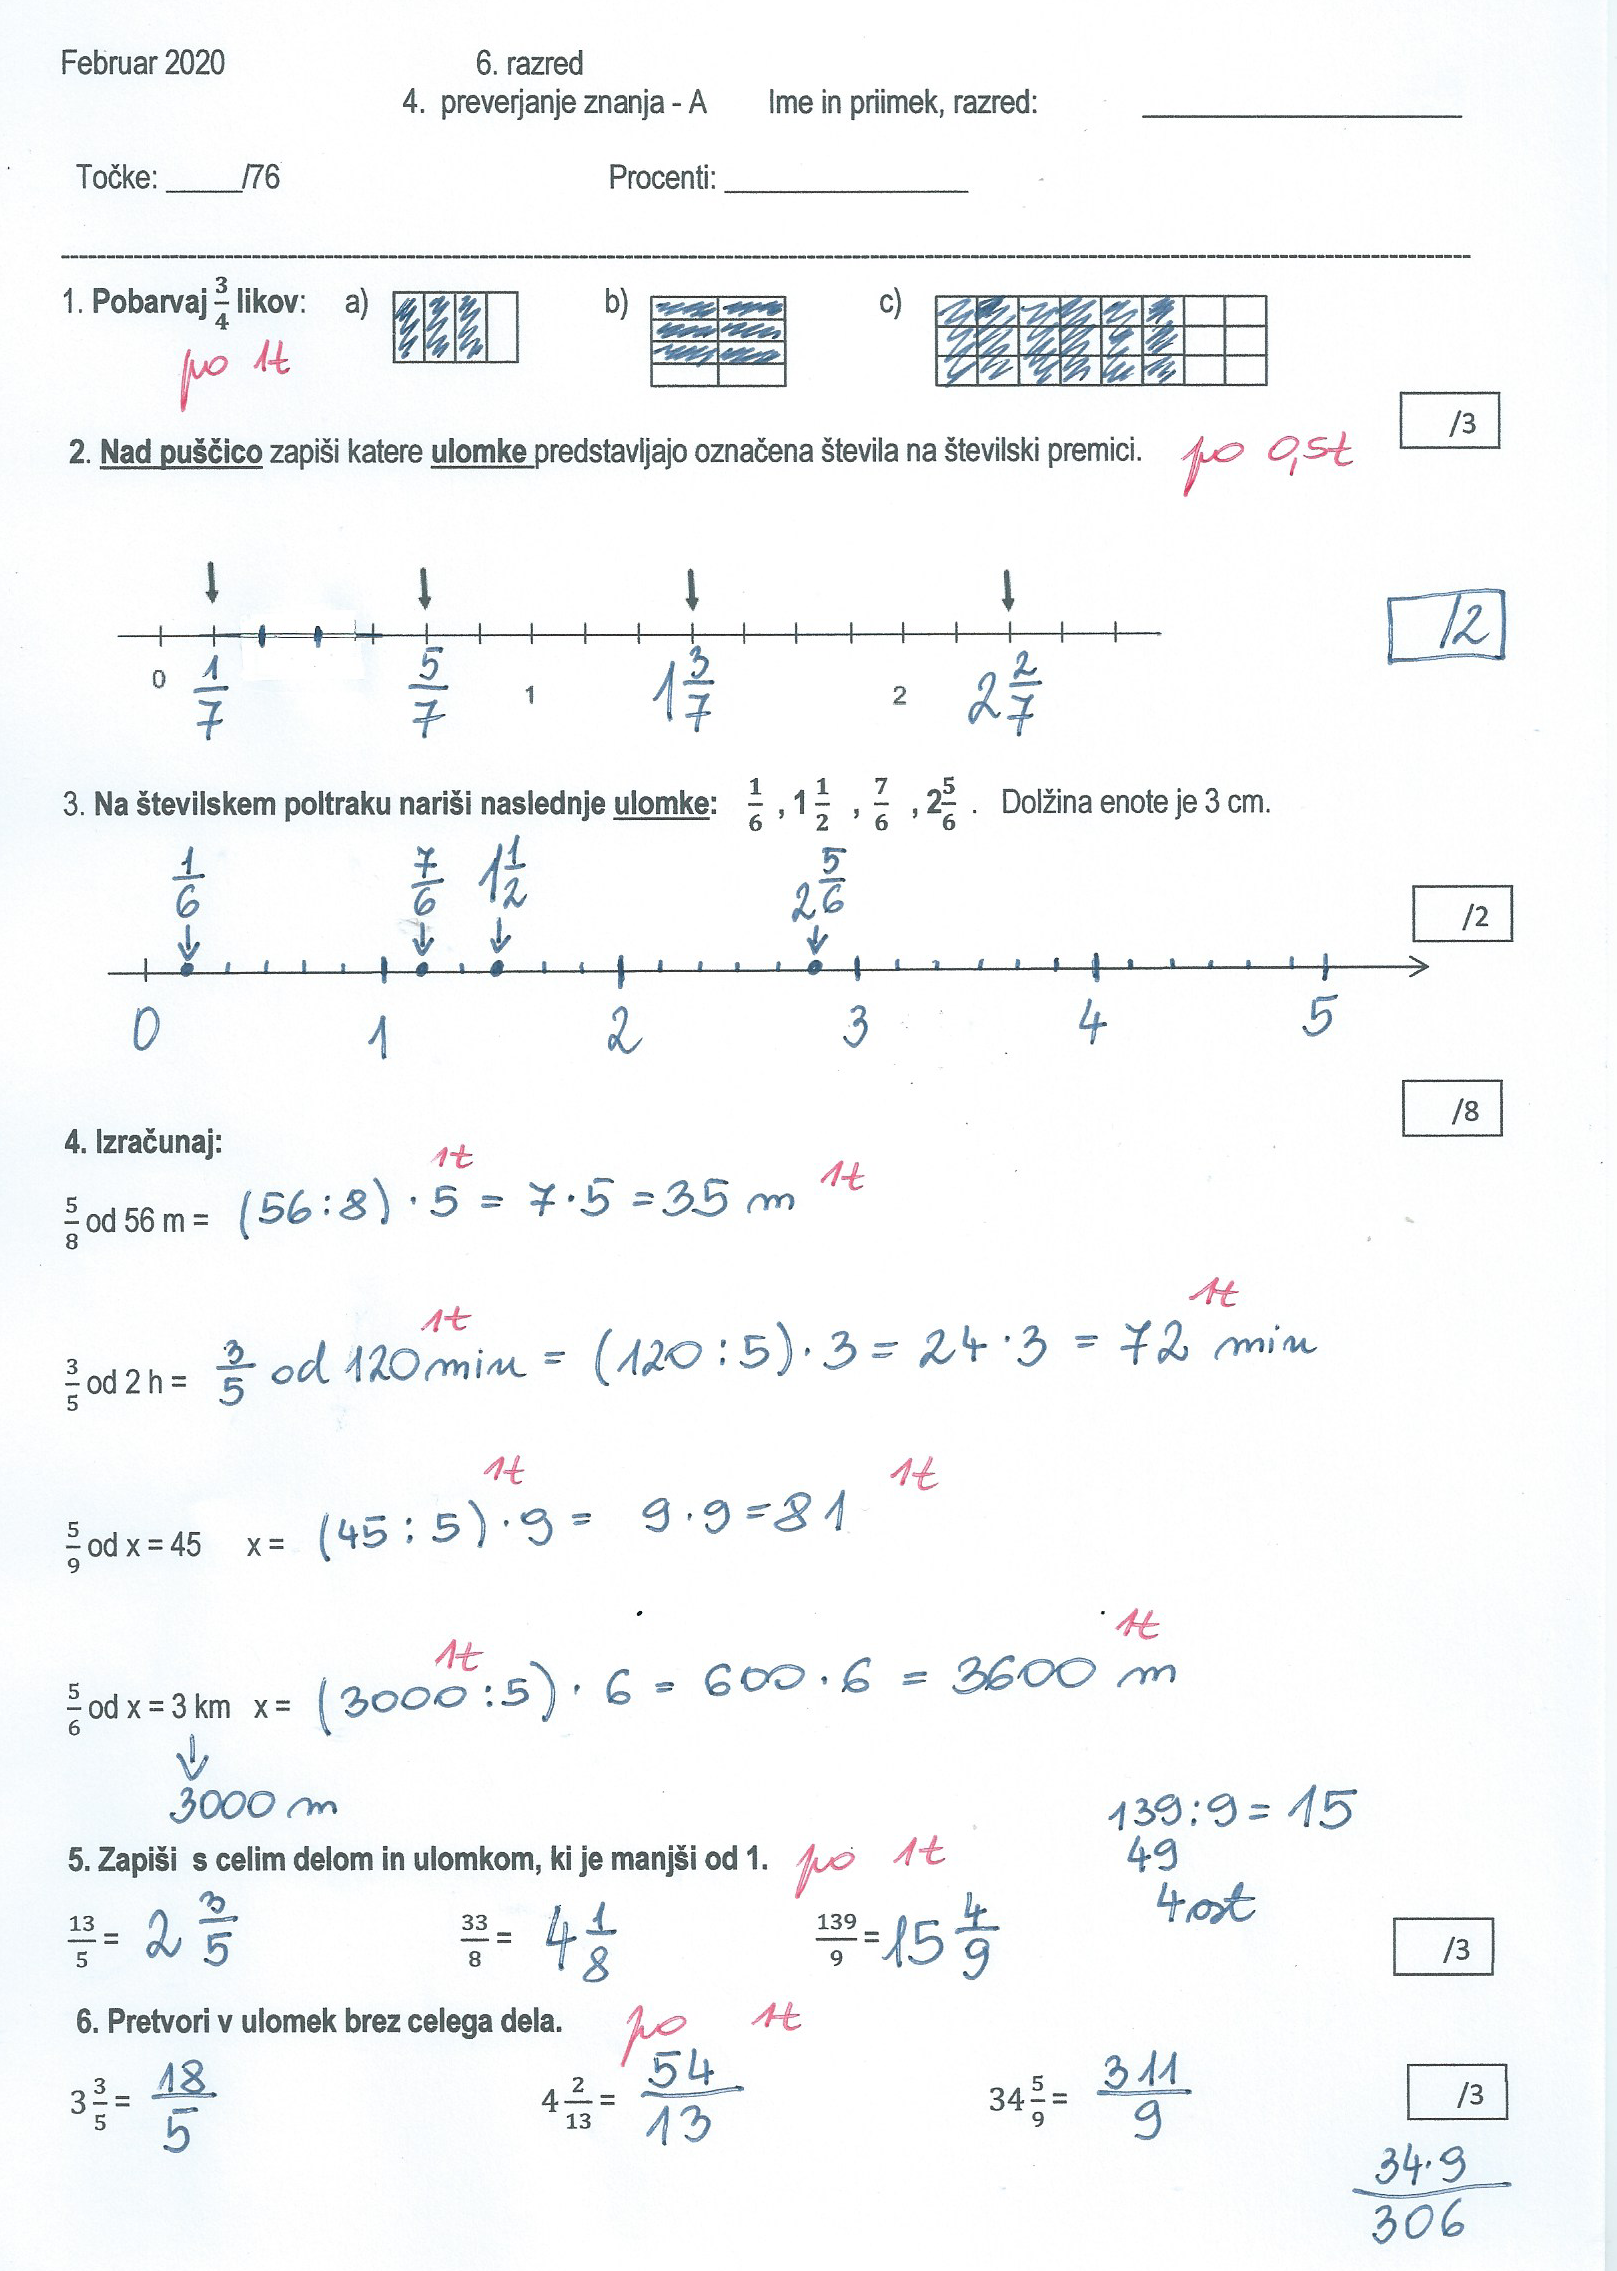 Februar 2020 6. razred
4. preverjanje znanja - A Ime in priimek, razred: ____________
Točke: _____/76 Procenti: ____________
1. Pobarvaj 3/4 likov: a) b) c)
po 1t
/3
2. Nad puščico zapiši katere ulomke predstavljajo označena števila na številski premici. po 0,5t
/2
0 1/7 5/7 1 1 3/7 2 2 2/7
3. Na številskem poltraku nariši naslednje ulomke: 1/6 , 1 1/2 , 7/6 , 2 5/6 . Dolžina enote je 3 cm.
1/6 7/6 1 1/2 2 5/6
/2
0 1 2 3 4 5
/8
4. Izračunaj:
1t 1t
5/8 od 56 m = (56:8) · 5 = 7·5 = 35 m
1t 1t
3/5 od 2 h = 3/5 od 120 min = (120:5) · 3 = 24 · 3 = 72 min
1t 1t
5/9 od x = 45 x = (45:5) · 9 = 9·9 = 81
1t 1t
5/6 od x = 3 km x = (3000:5) · 6 = 600·6 = 3600 m
3000 m
139:9 = 15
49
4 ost
5. Zapiši s celim delom in ulomkom, ki je manjši od 1. po 1t
13/5 = 2 3/5 33/8 = 4 1/8 139/9 = 15 4/9
/3
6. Pretvori v ulomek brez celega dela. po 1t
3 3/5 = 18/5 4 2/13 = 54/13 34 5/9 = 311/9
/3
34·9
306